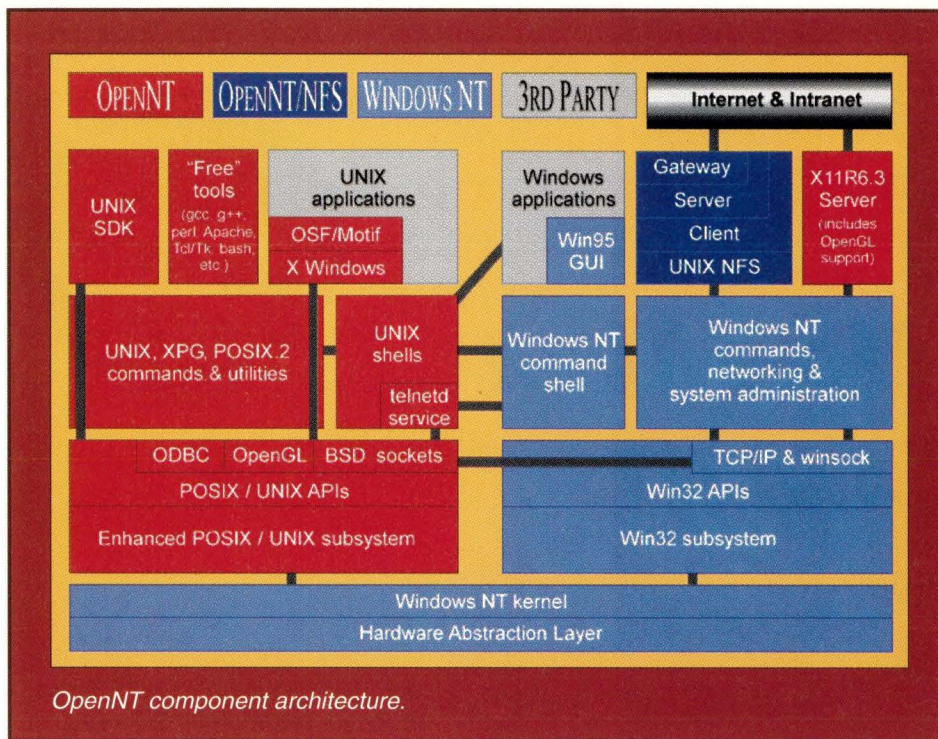 OPENNT
OPENNT/NFS
WINDOWS NT
3RD PARTY
Internet & Intranet
UNIX
SDK
"Free"
tools
(gcc, g++,
perl, Apache,
Tcl/Tk, bash,
etc.)
UNIX
applications
OSF/Motif
X Windows
Windows
applications
Win95
GUI
Gateway
Server
Client
UNIX NFS
X11R6.3
Server
(includes
OpenGL
support)
UNIX, XPG, POSIX.2
commands & utilities
UNIX
shells
telnetd
service
Windows NT
command
shell
Windows NT
commands,
networking &
system administration
ODBC
OpenGL
BSD sockets
POSIX / UNIX APIs
Enhanced POSIX / UNIX subsystem
TCP/IP & winsock
Win32 APIs
Win32 subsystem
Windows NT kernel
Hardware Abstraction Layer
OpenNT component architecture.